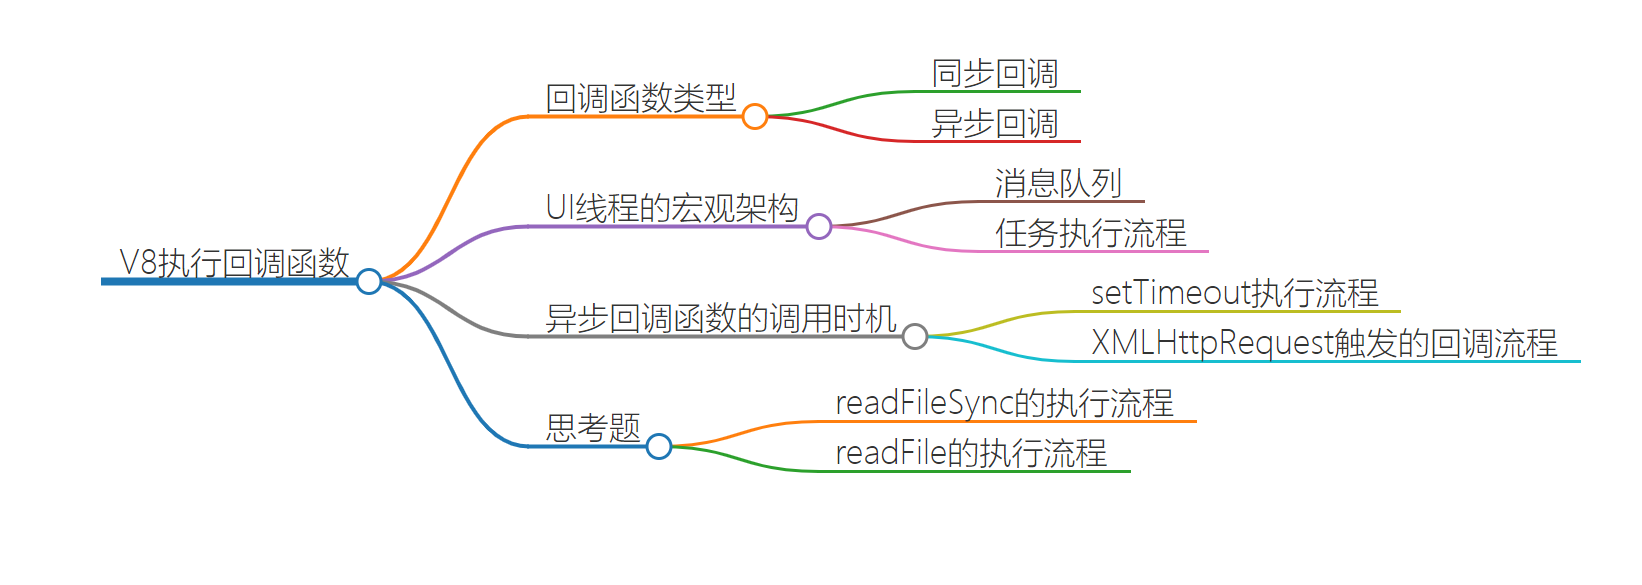 V8执行回调函数
回调函数类型
同步回调
异步回调
UI线程的宏观架构
消息队列
任务执行流程
异步回调函数的调用时机
setTimeout执行流程
XMLHttpRequest触发的回调流程
思考题
readFileSync的执行流程
readFile的执行流程